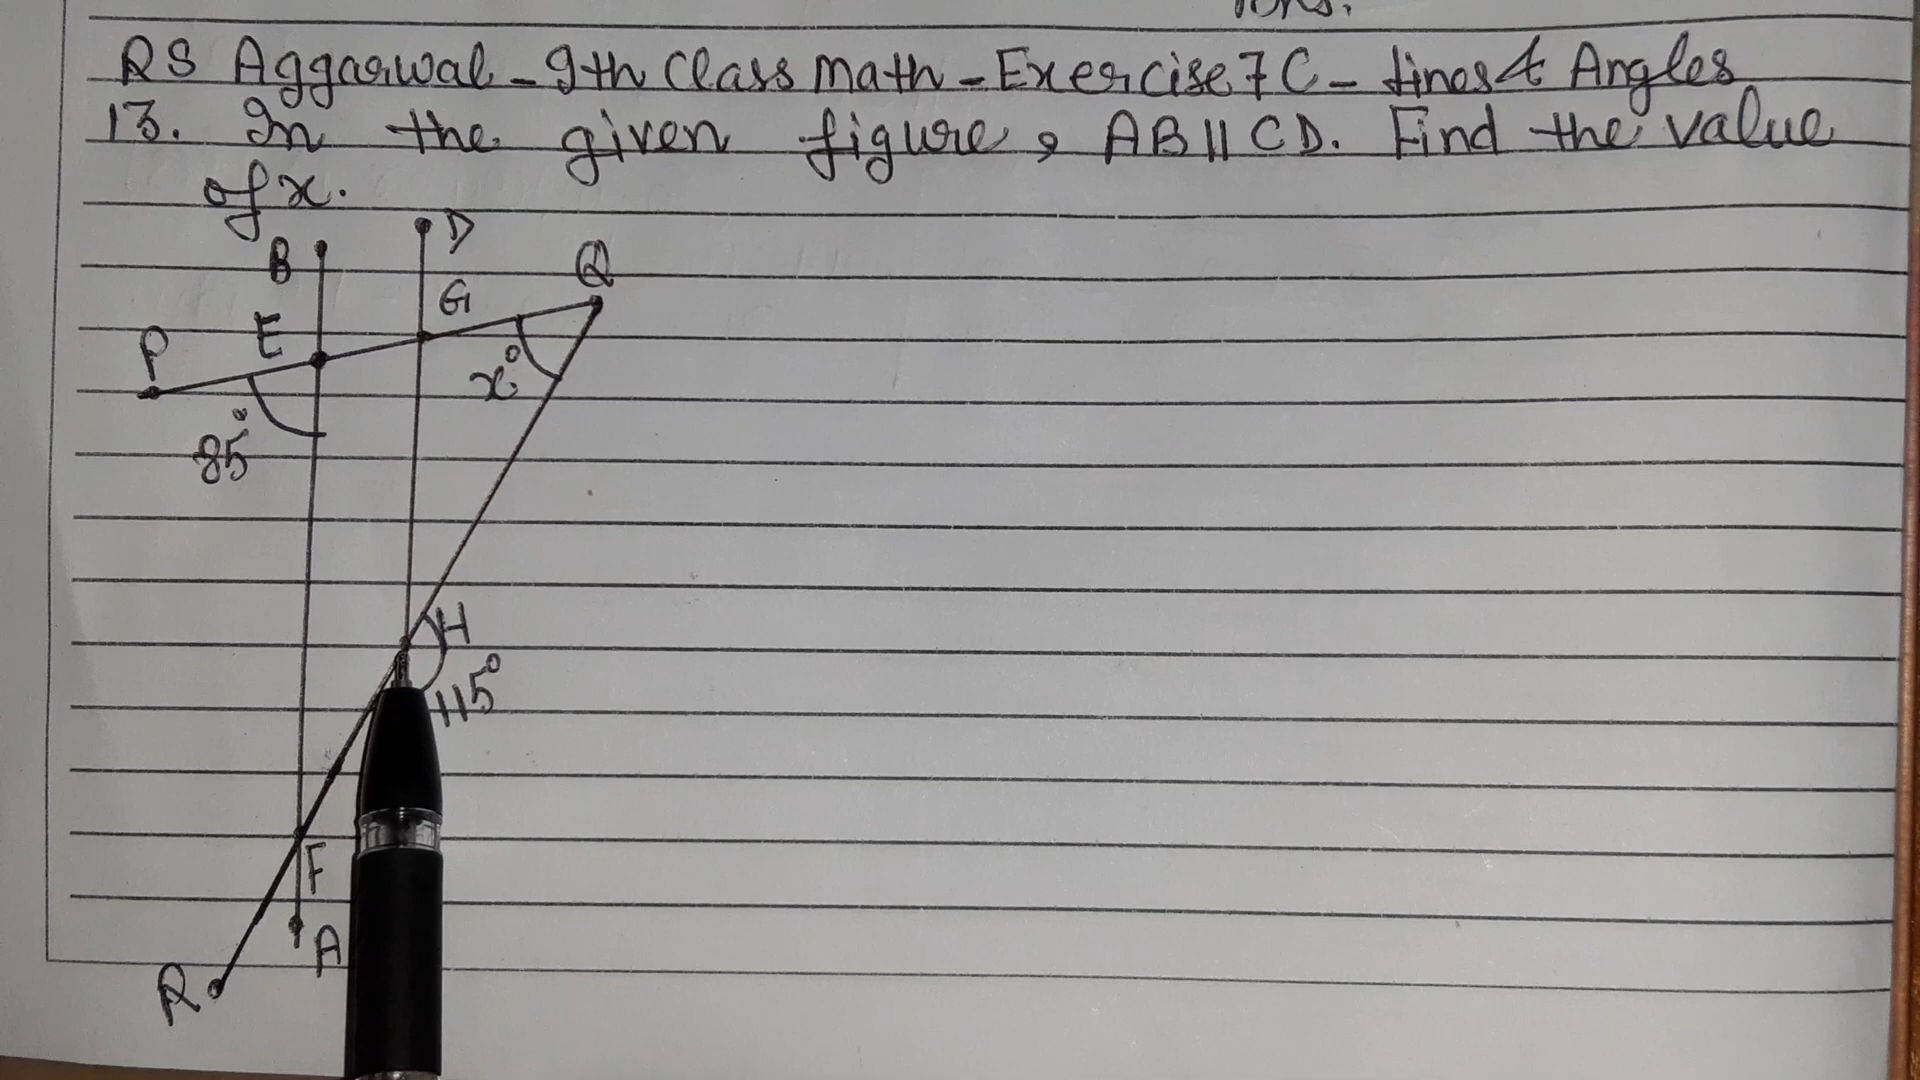 RS Aggarwal - 9th Class Math - Exercise 7C - Lines & Angles
13. In the given figure, AB || CD. Find the value
of x.
D
B
Q
G
E
P
x°
85°
H
115°
F
A
R